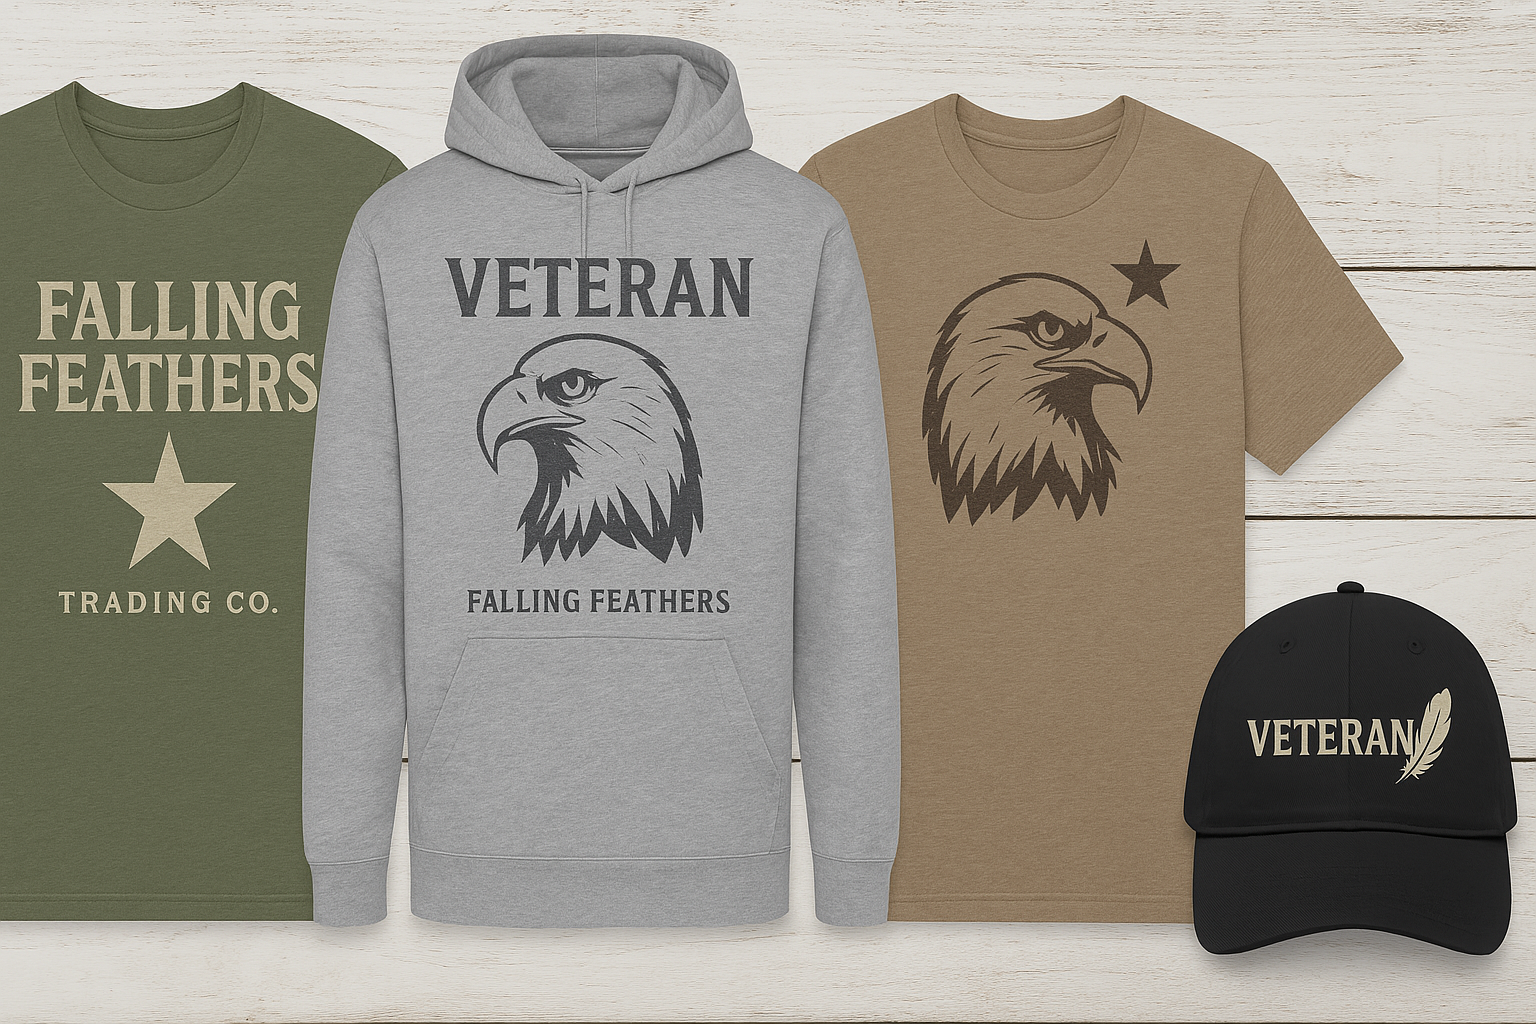 FALLING
FEATHERS
TRADING CO.
VETERAN
FALLING FEATHERS
VETERAN